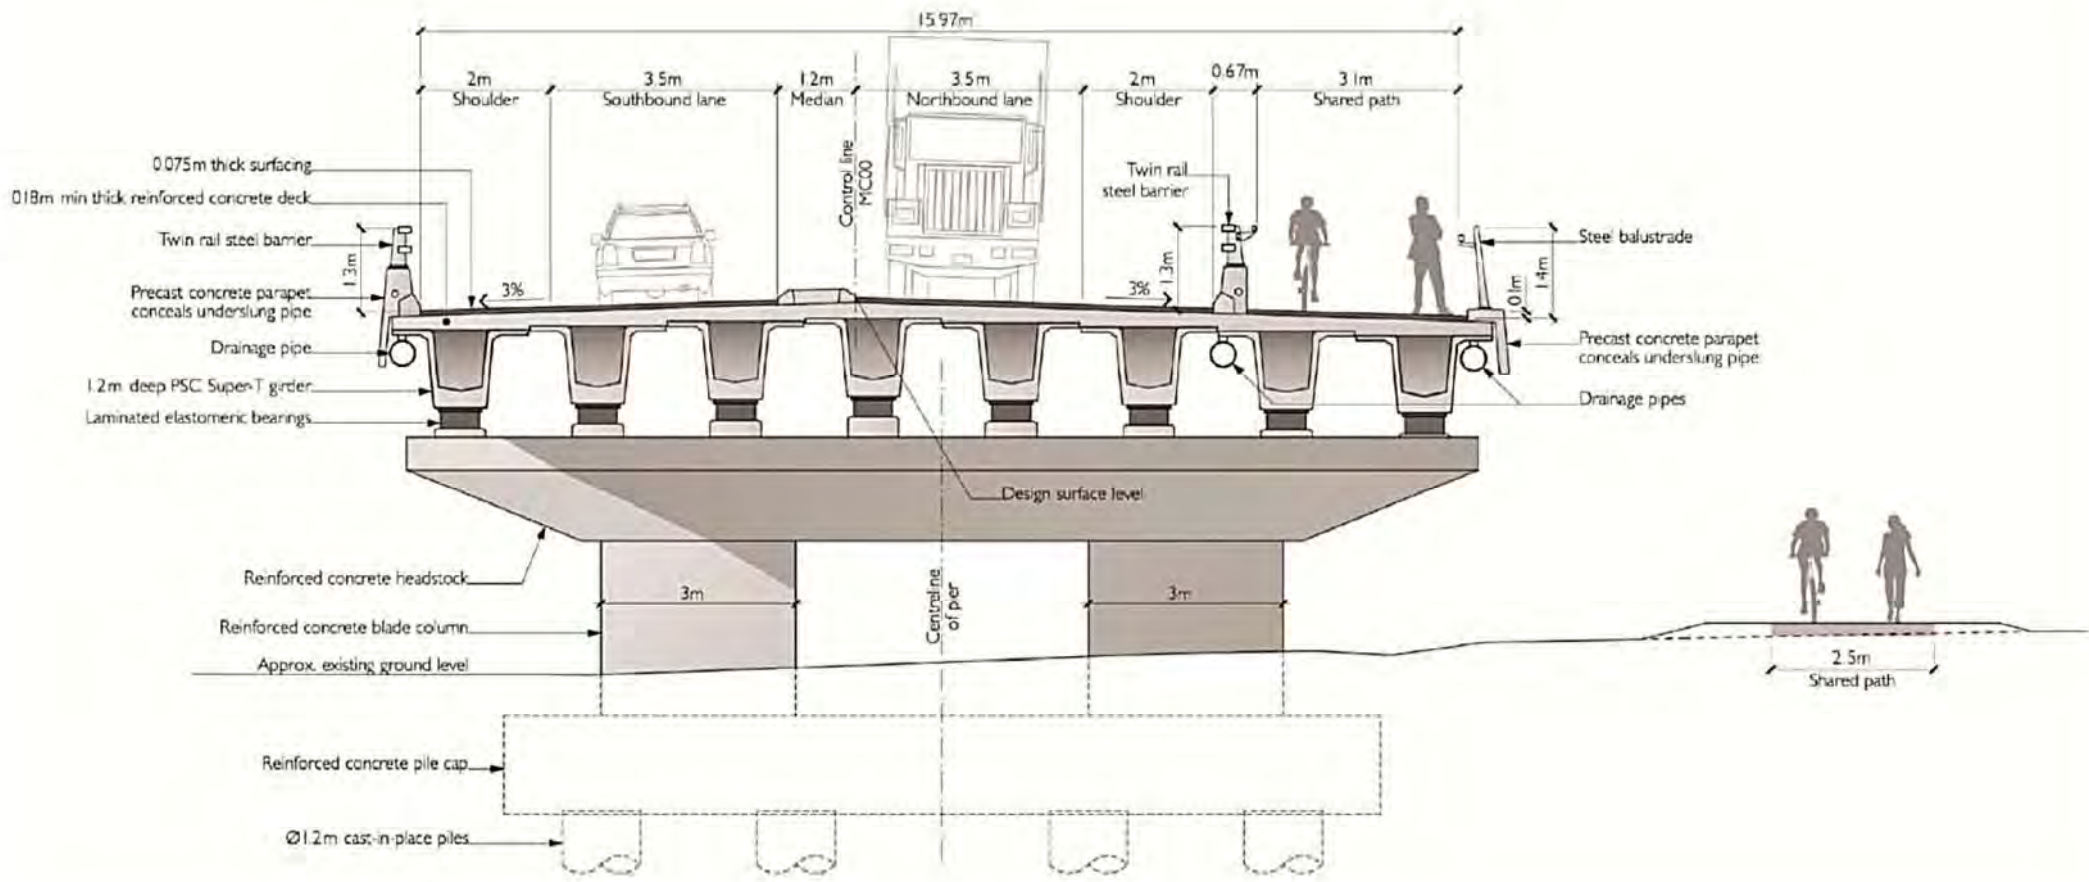 15.97m
2m
Shoulder
3.5m
Southbound lane
1.2m
Median
3.5m
Northbound lane
2m
Shoulder
0.67m
3.1m
Shared path
Control line
MC00
0.075m thick surfacing
0.18m min thick reinforced concrete deck
Twin rail steel barrier
1.3m
Precast concrete parapet
conceals underslung pipe
3%
Drainage pipe
1.2m deep PSC Super-T girder
Laminated elastomeric bearings
Twin rail
steel barrier
1.3m
3%
Steel balustrade
1.4m
1.01m
Precast concrete parapet
conceals underslung pipe
Drainage pipes
Design surface level
Reinforced concrete headstock
3m
3m
Centreline
of pier
Reinforced concrete blade column
Approx. existing ground level
2.5m
Shared path
Reinforced concrete pile cap
Ø1.2m cast-in-place piles